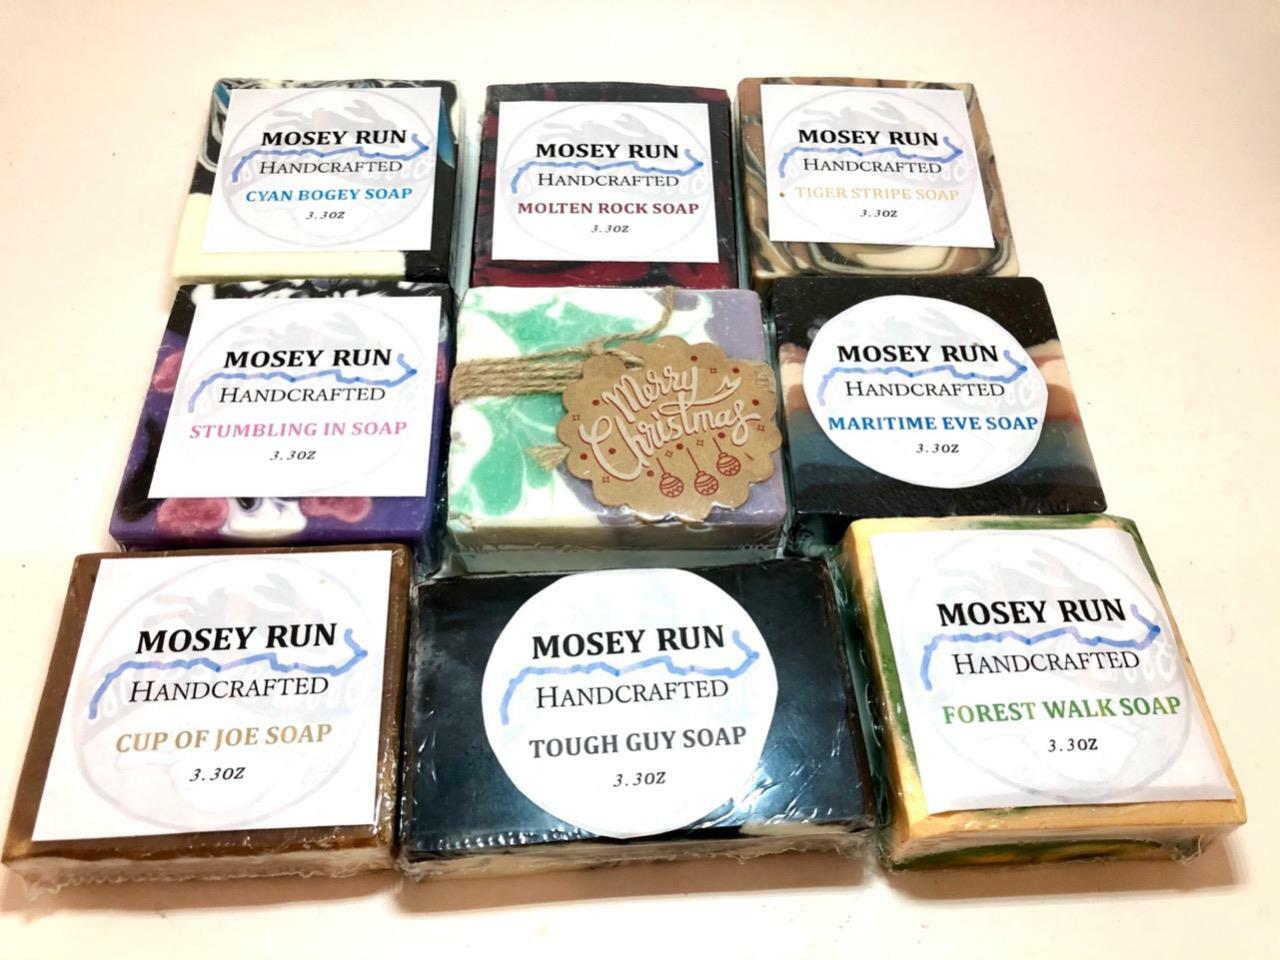 MOSEY RUN
HANDCRAFTED
CYAN BOGEY SOAP
3.3OZ
MOSEY RUN
HANDCRAFTED
MOLTEN ROCK SOAP
3.3OZ
MOSEY RUN
HANDCRAFTED
TIGER STRIPE SOAP
3.3OZ
MOSEY RUN
HANDCRAFTED
STUMBLING IN SOAP
3.3OZ
Merry
Christmas
MOSEY RUN
HANDCRAFTED
MARITIME EVE SOAP
3.3OZ
MOSEY RUN
HANDCRAFTED
CUP OF JOE SOAP
3.3OZ
MOSEY RUN
HANDCRAFTED
TOUGH GUY SOAP
3.3OZ
MOSEY RUN
HANDCRAFTED
FOREST WALK SOAP
3.3OZ